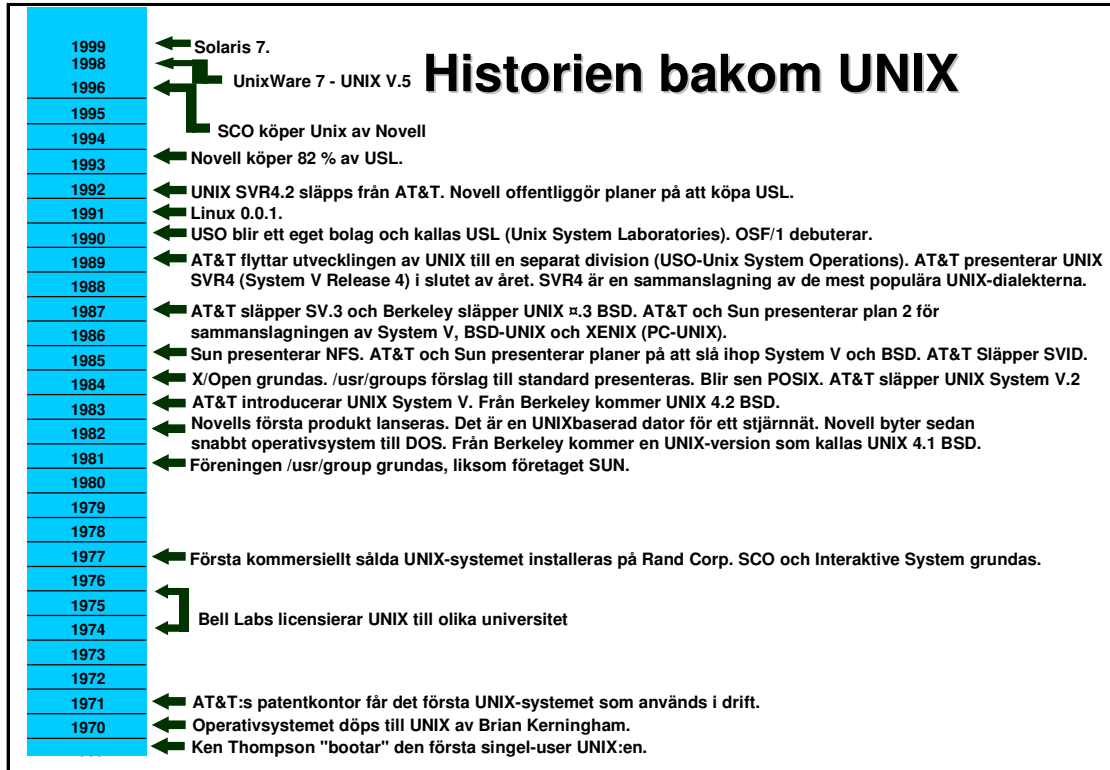 Historien bakom UNIX
1999 Solaris 7.
1998
UnixWare 7 - UNIX V.5
1996
1995
SCO köper Unix av Novell
1994
1993 Novell köper 82 % av USL.
1992 UNIX SVR4.2 släpps från AT&T. Novell offentliggör planer på att köpa USL.
1991 Linux 0.0.1.
1990 USO blir ett eget bolag och kallas USL (Unix System Laboratories). OSF/1 debuterar.
1989 AT&T flyttar utvecklingen av UNIX till en separat division (USO-Unix System Operations). AT&T presenterar UNIX
1988 SVR4 (System V Release 4) i slutet av året. SVR4 är en sammanslagning av de mest populära UNIX-dialekterna.
1987 AT&T släpper SV.3 och Berkeley släpper UNIX ¤.3 BSD. AT&T och Sun presenterar plan 2 för
1986 sammanslagningen av System V, BSD-UNIX och XENIX (PC-UNIX).
1985 Sun presenterar NFS. AT&T och Sun presenterar planer på att slå ihop System V och BSD. AT&T Släpper SVID.
1984 X/Open grundas. /usr/groups förslag till standard presenteras. Blir sen POSIX. AT&T släpper UNIX System V.2
1983 AT&T introducerar UNIX System V. Från Berkeley kommer UNIX 4.2 BSD.
Novells första produkt lanseras. Det är en UNIXbaserad dator för ett stjärnnät. Novell byter sedan
1982 snabbt operativsystem till DOS. Från Berkeley kommer en UNIX-version som kallas UNIX 4.1 BSD.
1981 Föreningen /usr/group grundas, liksom företaget SUN.
1980
1979
1978
1977 Första kommersiellt sålda UNIX-systemet installeras på Rand Corp. SCO och Interaktive System grundas.
1976
1975
Bell Labs licensierar UNIX till olika universitet
1974
1973
1972
1971 AT&T:s patentkontor får det första UNIX-systemet som används i drift.
1970 Operativsystemet döps till UNIX av Brian Kerningham.
Ken Thompson "bootar" den första singel-user UNIX:en.